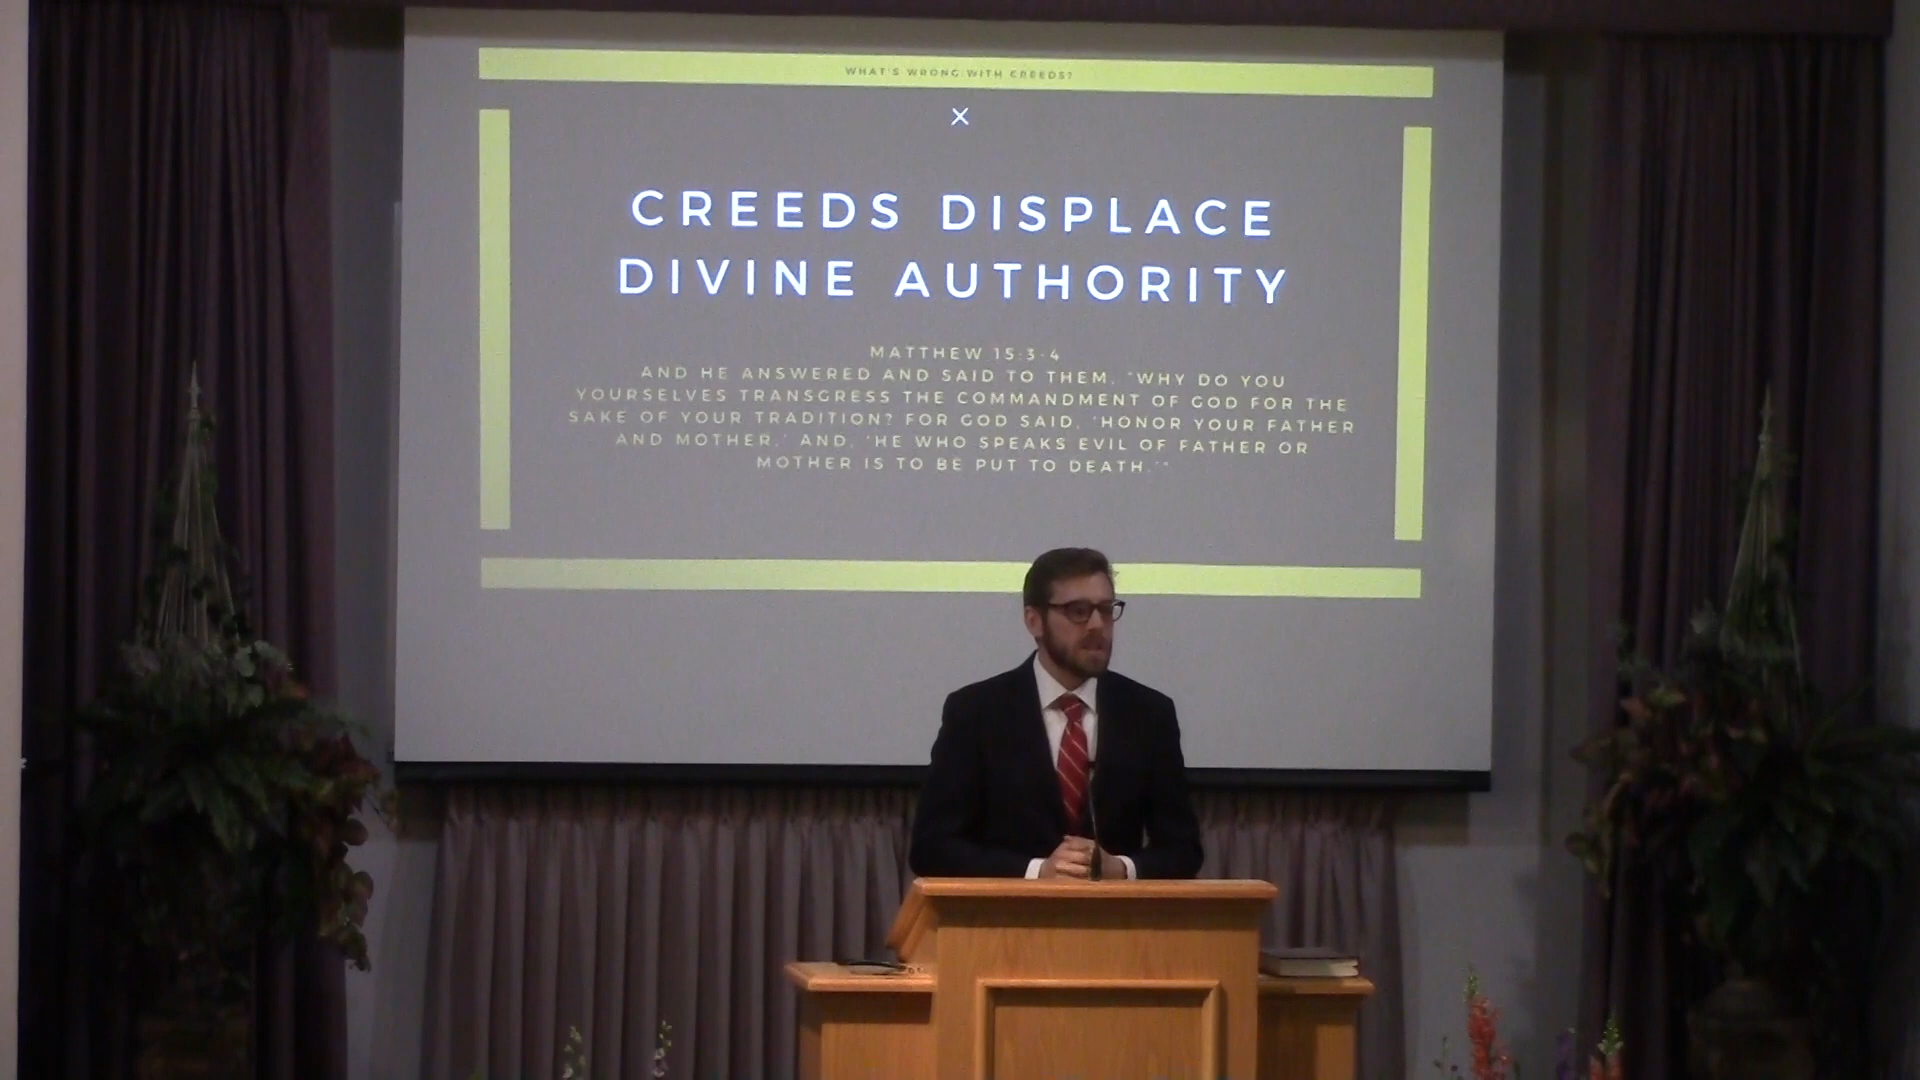 WHAT'S WRONG WITH CREEDS?
CREEDS DISPLACE
DIVINE AUTHORITY
MATTHEW 15:3-4
AND HE ANSWERED AND SAID TO THEM, "WHY DO YOU
YOURSELVES TRANSGRESS THE COMMANDMENT OF GOD FOR THE
SAKE OF YOUR TRADITION? FOR GOD SAID, 'HONOR YOUR FATHER
AND MOTHER,' AND, 'HE WHO SPEAKS EVIL OF FATHER OR
MOTHER IS TO BE PUT TO DEATH.'"